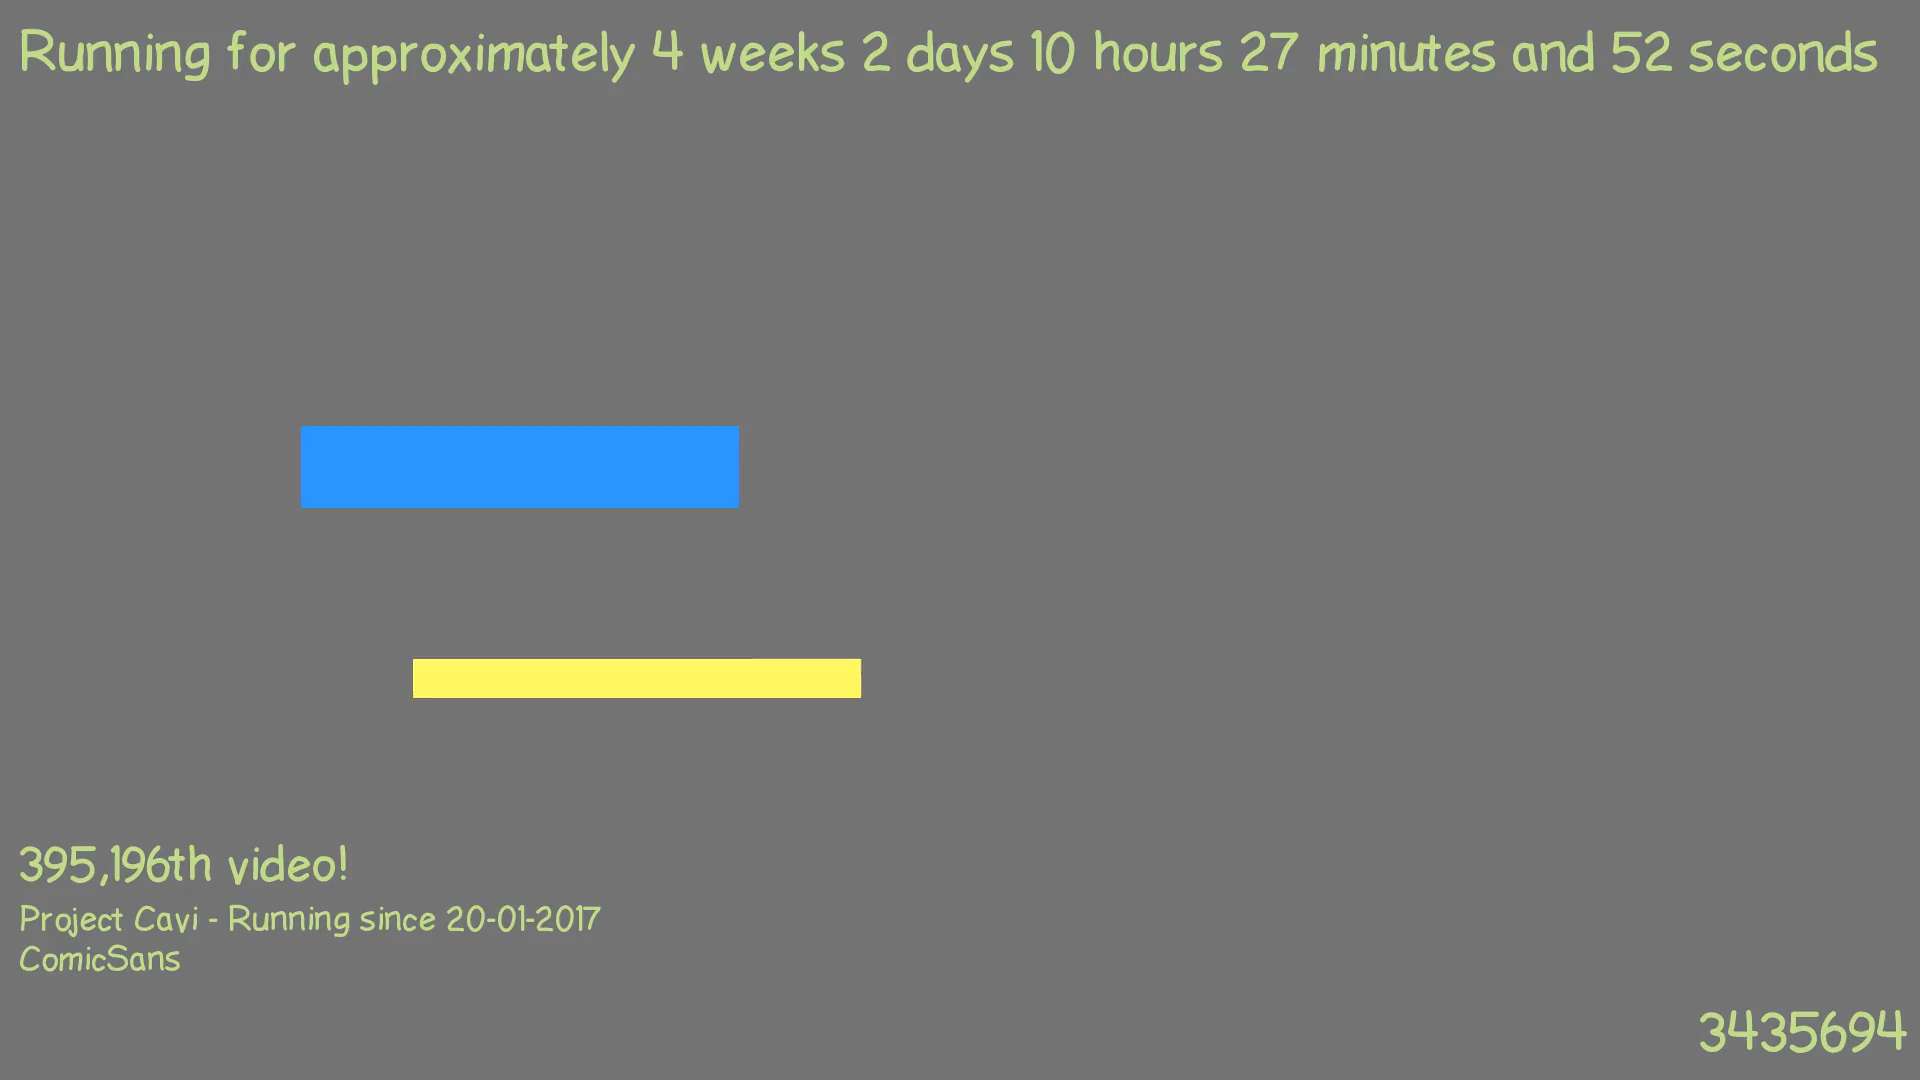 Running for approximately 4 weeks 2 days 10 hours 27 minutes and 52 seconds
395,196th video!
Project Cavi - Running since 20-01-2017
ComicSans
3435694